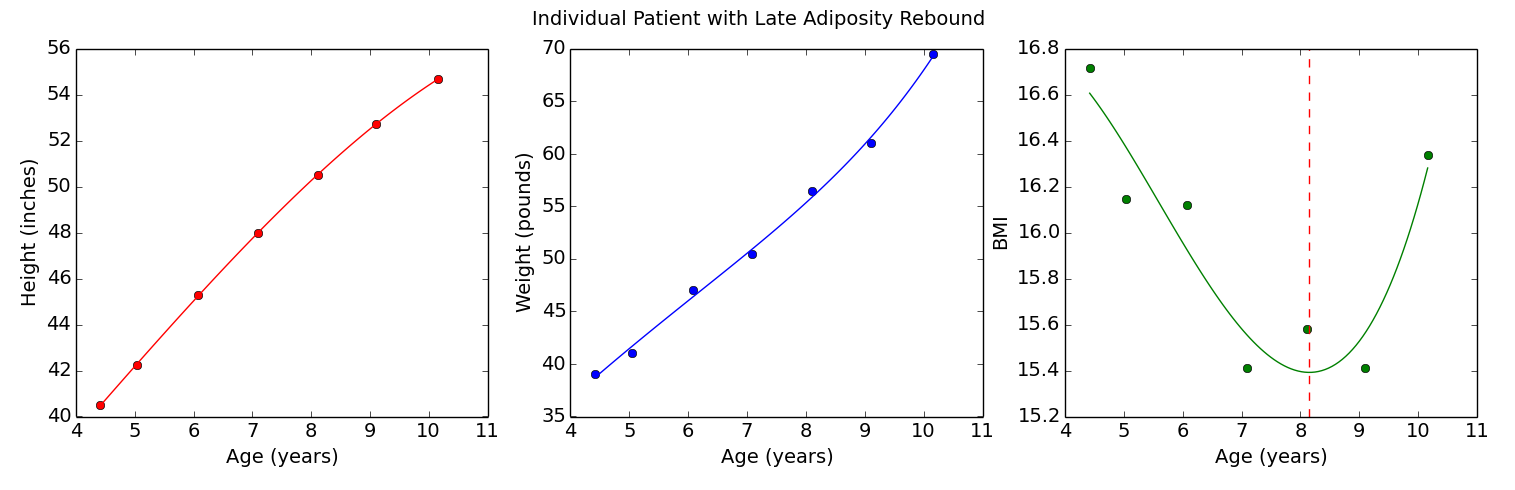 Individual Patient with Late Adiposity Rebound
Height (inches)
56
54
52
50
48
46
44
42
40
4 5 6 7 8 9 10 11
Age (years)
Weight (pounds)
70
65
60
55
50
45
40
35
4 5 6 7 8 9 10 11
Age (years)
BMI
16.8
16.6
16.4
16.2
16.0
15.8
15.6
15.4
15.2
4 5 6 7 8 9 10 11
Age (years)